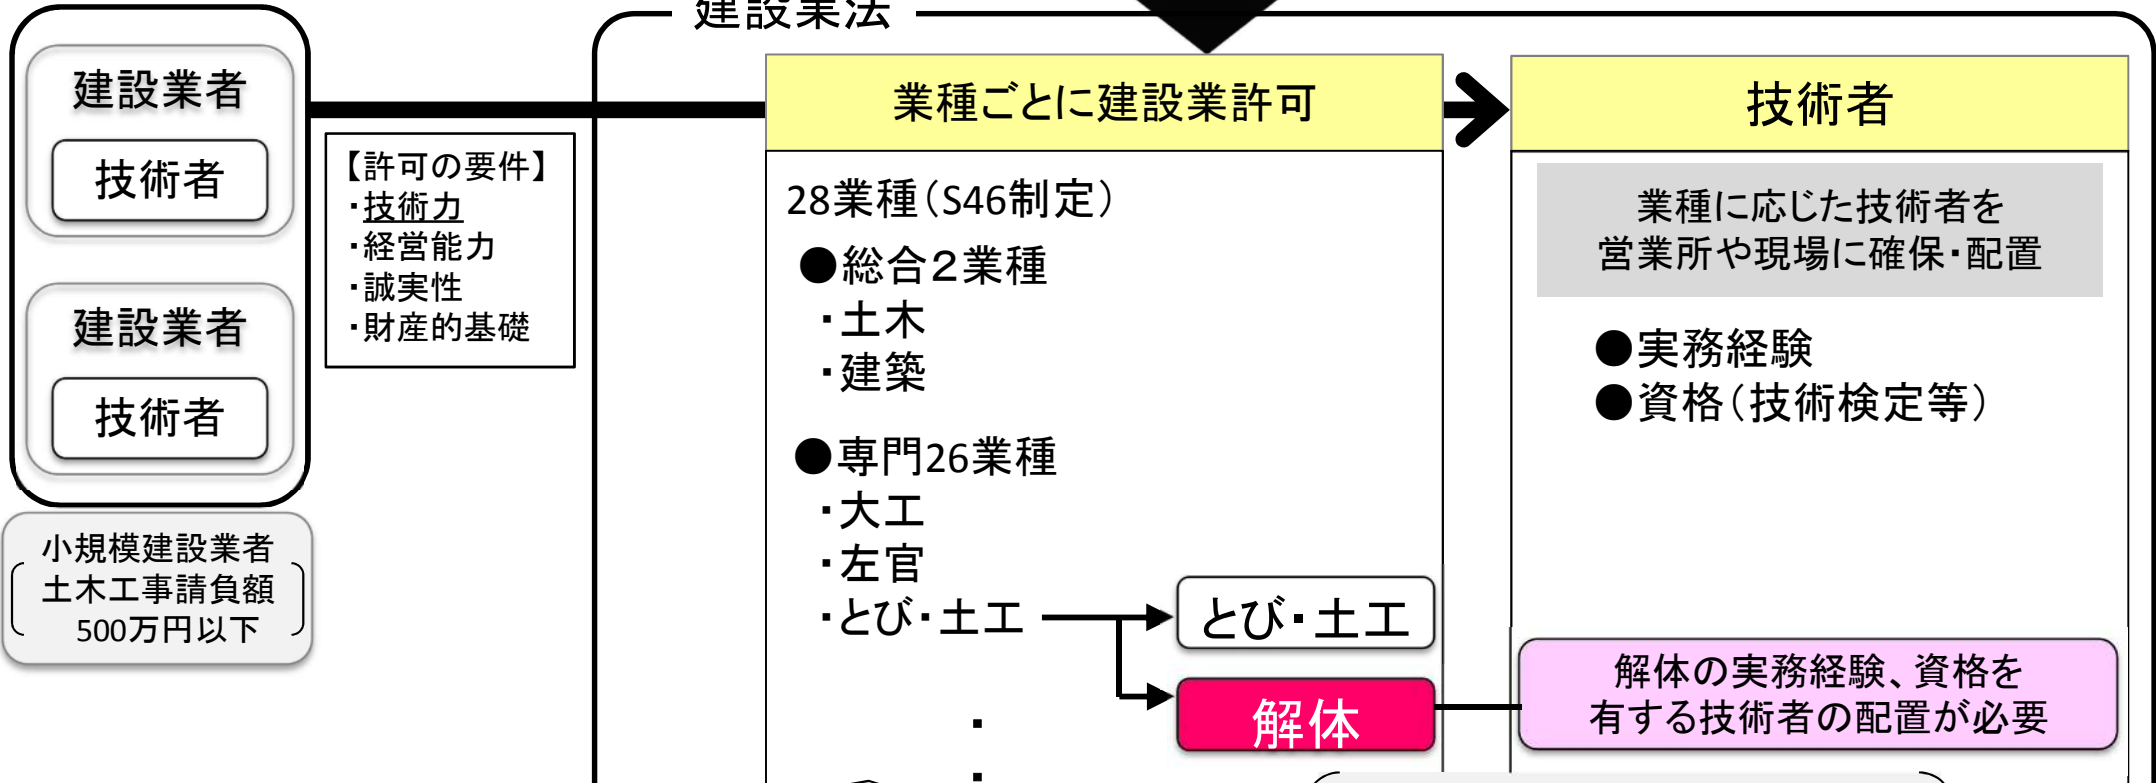 建設業法
建設業者
技術者
建設業者
技術者
小規模建設業者
土木工事請負額
500万円以下
【許可の要件】
・技術力
・経営能力
・誠実性
・財産的基礎
業種ごとに建設業許可
28業種（S46制定）
●総合２業種
・土木
・建築
●専門26業種
・大工
・左官
・とび・土工
とび・土工
解体
・
・
技術者
業種に応じた技術者を
営業所や現場に確保・配置
●実務経験
●資格（技術検定等）
解体の実務経験、資格を
有する技術者の配置が必要